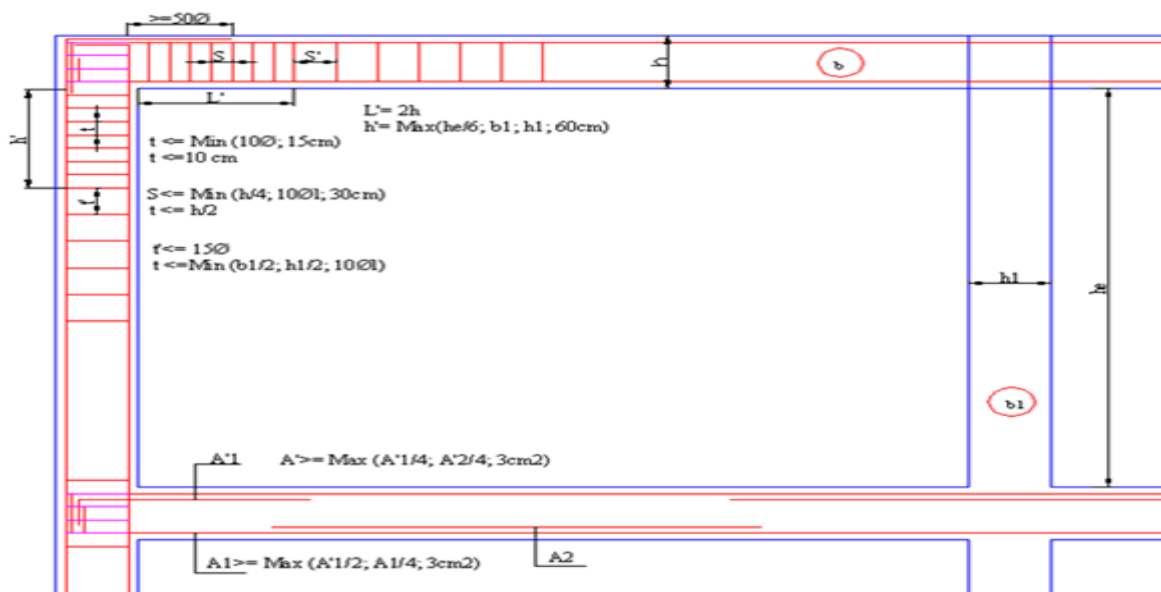 >=50Ø
S
S'
h
b
L'
L'= 2h
h'= Max(he/6; b1; h1; 60cm)
h'
t
t <= Min (10Ø; 15cm)
t <=10 cm
S<= Min (h/4; 10Øl; 30cm)
t <= h/2
t'
t'<= 15Ø
t <=Min (b1/2; h1/2; 10Øl)
h1
he
b1
A'1
A'>= Max (A'1/4; A'2/4; 3cm2)
A1>= Max (A'1/2; A1/4; 3cm2)
A2